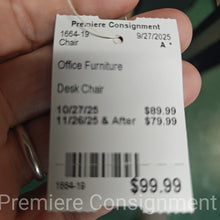 Premiere Consignment
1664-19 9/27/2025
Chair A *
Office Furniture
Desk Chair
10/27/25 $89.99
11/26/25 & After $79.99
1664-19 $99.99
Premiere Consignment